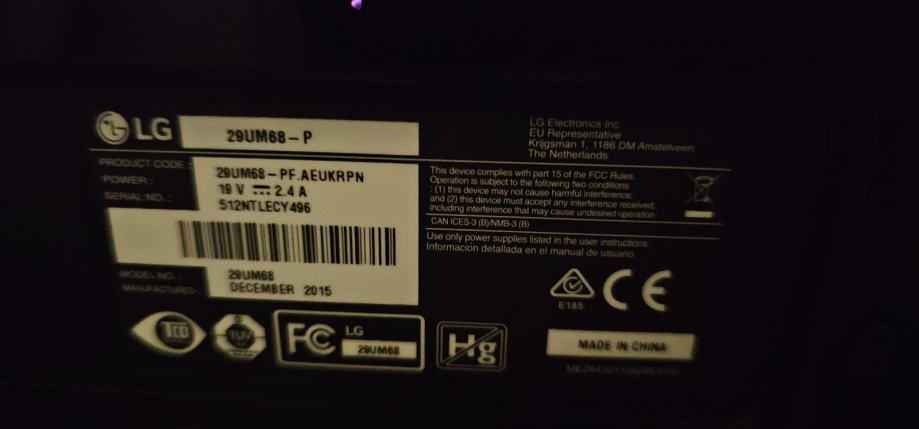 LG 29UM68-P
PRODUCT CODE : 29UM68-PF.AEUKRPN
POWER : 19 V ⎓ 2.4 A
SERIAL NO. : 512NTLECY496
MODEL NO. : 29UM68
MANUFACTURED : DECEMBER 2015
LG Electronics Inc.
EU Representative
Krijgsman 1, 1186 DM Amstelveen,
The Netherlands
This device complies with part 15 of the FCC Rules.
Operation is subject to the following two conditions
: (1) this device may not cause harmful interference,
and (2) this device must accept any interference received,
including interference that may cause undesired operation
CAN ICES-3 (B)/NMB-3 (B)
Use only power supplies listed in the user instructions.
Información detallada en el manual de usuario
E185
CE
TCO
TÜV
FC LG
29UM68
Hg
MADE IN CHINA